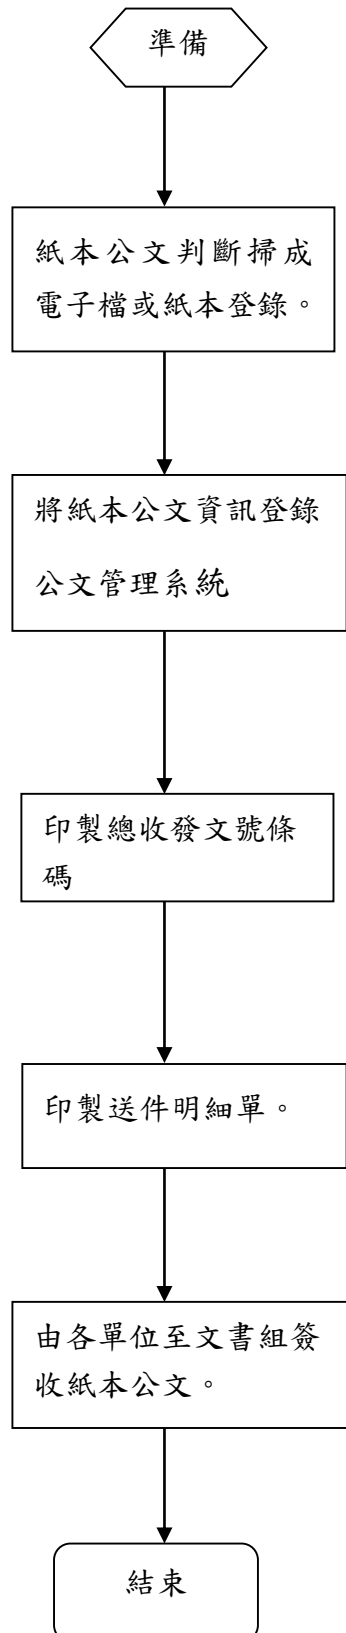 準備
紙本公文判斷掃成
電子檔或紙本登錄。
將紙本公文資訊登錄
公文管理系統
印製總收發文號條
碼
印製送件明細單。
由各單位至文書組簽
收紙本公文。
結束